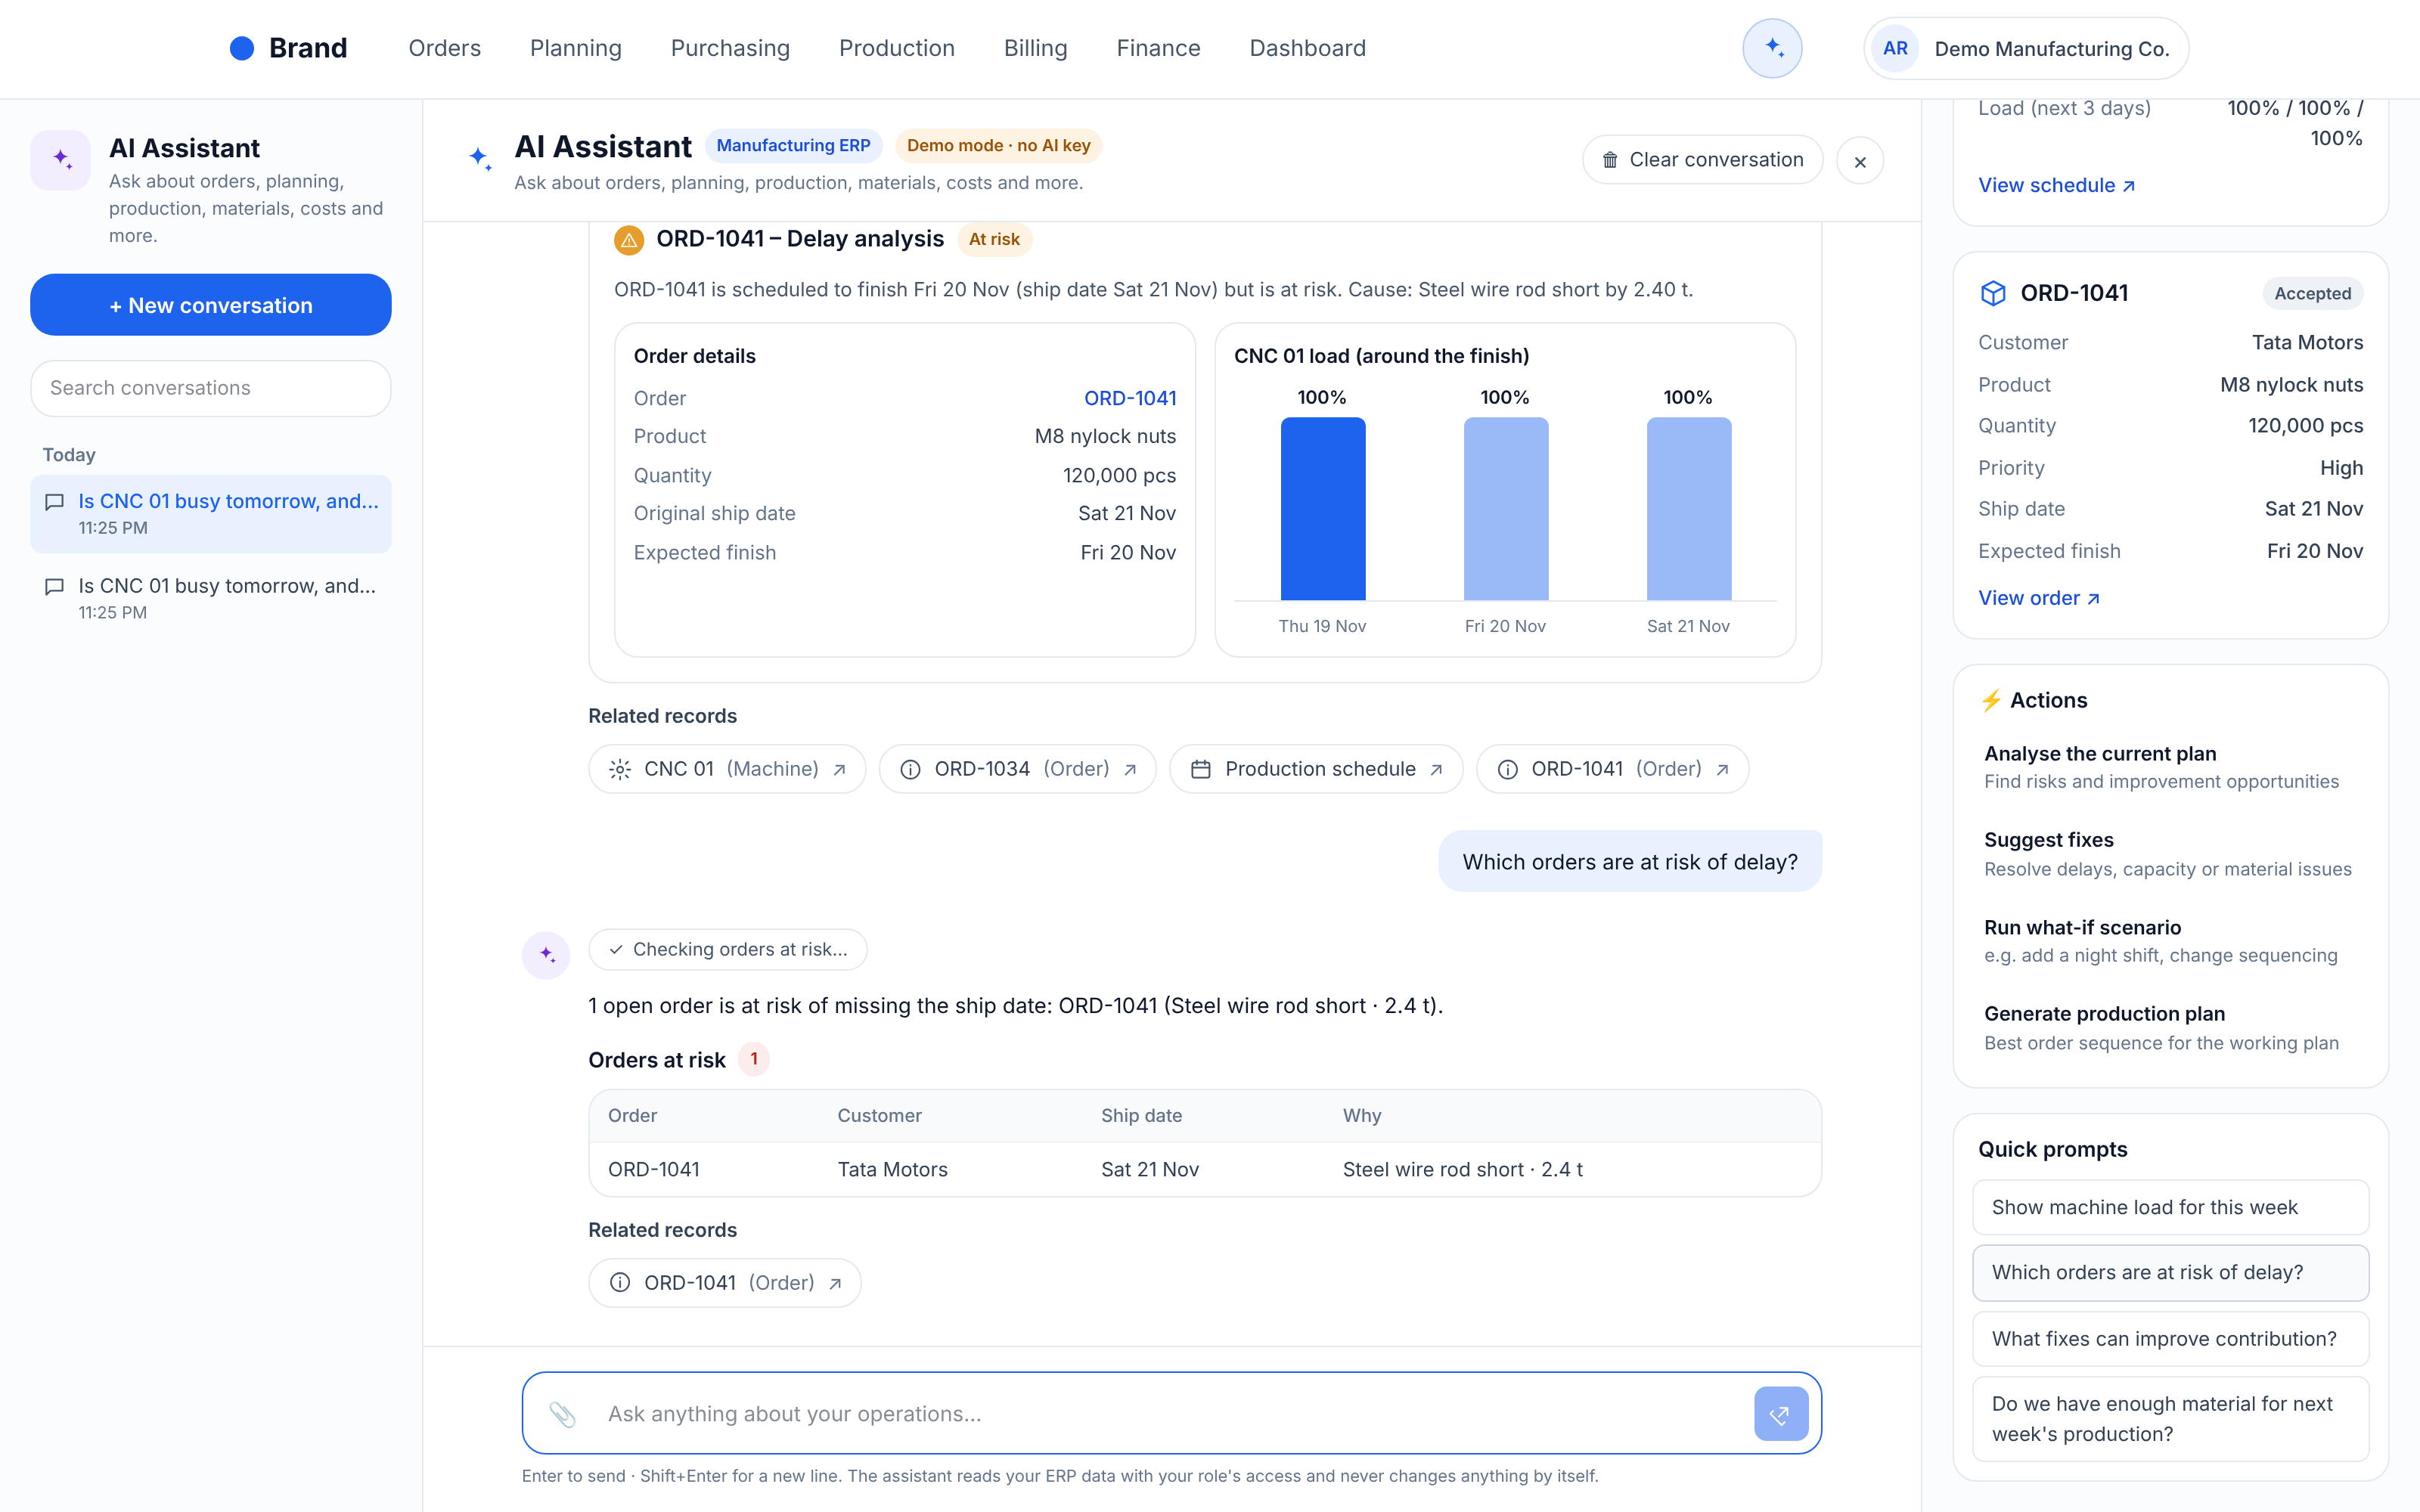 Brand
Orders
Planning
Purchasing
Production
Billing
Finance
Dashboard
AR
Demo Manufacturing Co.
AI Assistant
Ask about orders, planning,
production, materials, costs and
more.
+ New conversation
Search conversations
Today
Is CNC 01 busy tomorrow, and...
11:25 PM
Is CNC 01 busy tomorrow, and...
11:25 PM
AI Assistant
Manufacturing ERP
Demo mode · no AI key
Ask about orders, planning, production, materials, costs and more.
Clear conversation
×
ORD-1041 – Delay analysis
At risk
ORD-1041 is scheduled to finish Fri 20 Nov (ship date Sat 21 Nov) but is at risk. Cause: Steel wire rod short by 2.40 t.
Order details
Order ORD-1041
Product M8 nylock nuts
Quantity 120,000 pcs
Original ship date Sat 21 Nov
Expected finish Fri 20 Nov
CNC 01 load (around the finish)
100% 100% 100%
Thu 19 Nov Fri 20 Nov Sat 21 Nov
Related records
CNC 01 (Machine) ↗
ORD-1034 (Order) ↗
Production schedule ↗
ORD-1041 (Order) ↗
Which orders are at risk of delay?
✓ Checking orders at risk...
1 open order is at risk of missing the ship date: ORD-1041 (Steel wire rod short · 2.4 t).
Orders at risk 1
Order Customer Ship date Why
ORD-1041 Tata Motors Sat 21 Nov Steel wire rod short · 2.4 t
Related records
ORD-1041 (Order) ↗
Ask anything about your operations...
Enter to send · Shift+Enter for a new line. The assistant reads your ERP data with your role's access and never changes anything by itself.
Load (next 3 days) 100% / 100% /
100%
View schedule ↗
ORD-1041 Accepted
Customer Tata Motors
Product M8 nylock nuts
Quantity 120,000 pcs
Priority High
Ship date Sat 21 Nov
Expected finish Fri 20 Nov
View order ↗
⚡ Actions
Analyse the current plan
Find risks and improvement opportunities
Suggest fixes
Resolve delays, capacity or material issues
Run what-if scenario
e.g. add a night shift, change sequencing
Generate production plan
Best order sequence for the working plan
Quick prompts
Show machine load for this week
Which orders are at risk of delay?
What fixes can improve contribution?
Do we have enough material for next
week's production?